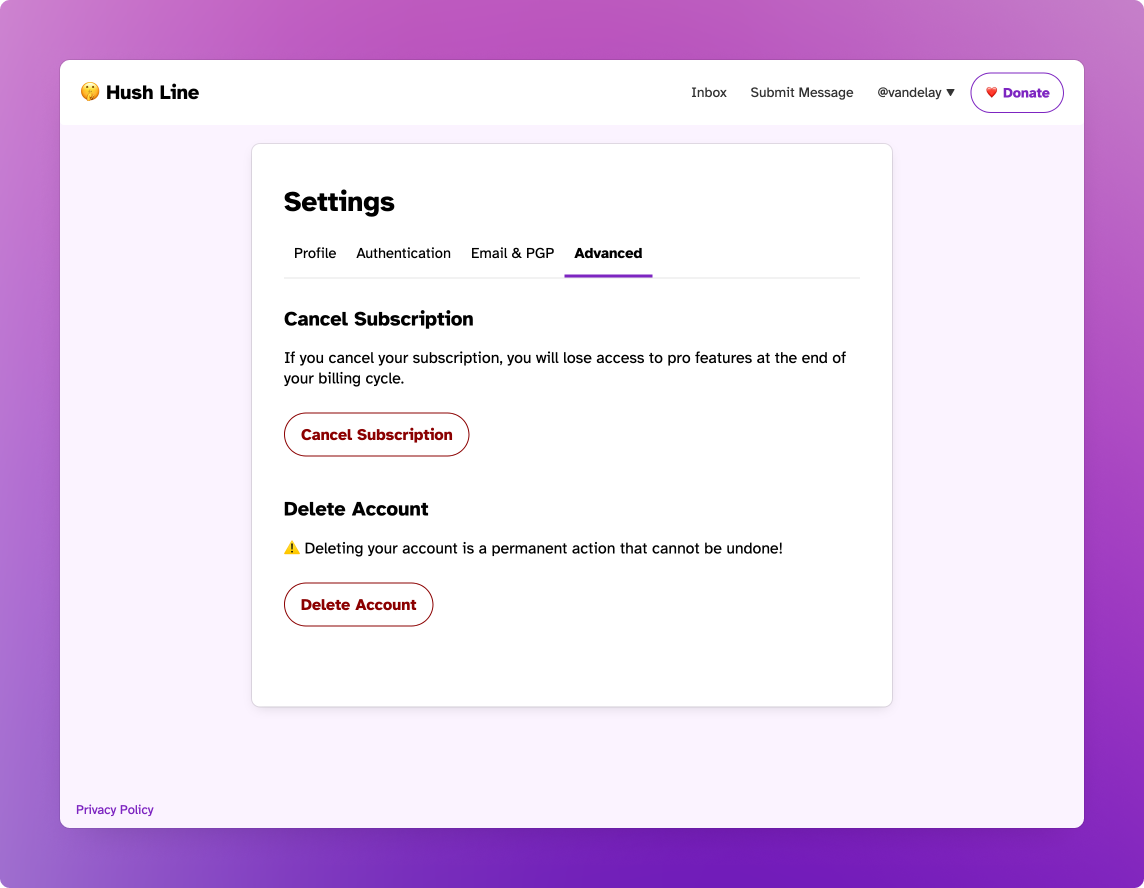 🤫 Hush Line
Inbox Submit Message @vandelay ▼ ❤️ Donate
Settings
Profile Authentication Email & PGP Advanced
Cancel Subscription
If you cancel your subscription, you will lose access to pro features at the end of
your billing cycle.
Cancel Subscription
Delete Account
⚠️ Deleting your account is a permanent action that cannot be undone!
Delete Account
Privacy Policy